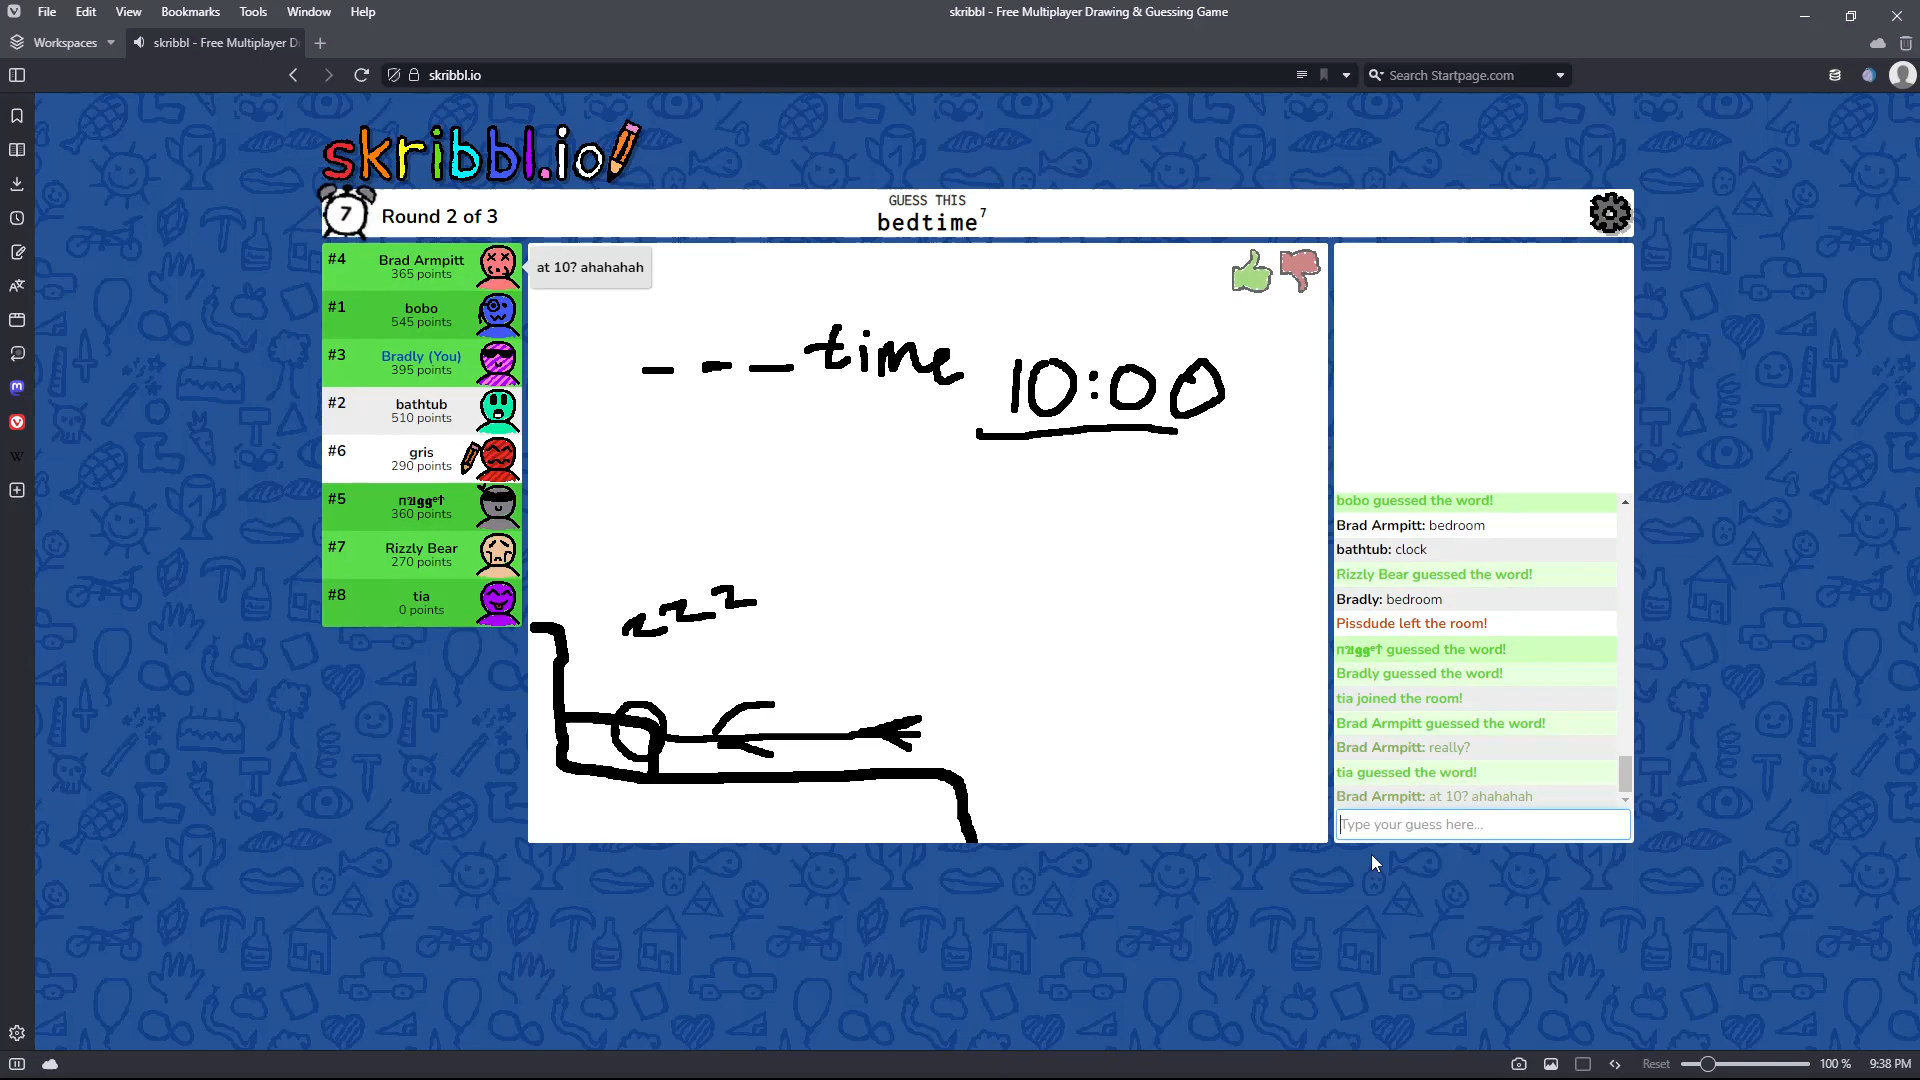 File Edit View Bookmarks Tools Window Help
skribbl - Free Multiplayer Drawing & Guessing Game
Workspaces
skribbl - Free Multiplayer D
skribbl.io
Search Startpage.com
skribbl.io
7
Round 2 of 3
GUESS THIS
bedtime7
#4 Brad Armpitt
365 points
#1 bobo
545 points
#3 Bradly (You)
395 points
#2 bathtub
510 points
#6 gris
290 points
#5
360 points
#7 Rizzly Bear
270 points
#8 tia
0 points
at 10? ahahahah
_ _ _ time 10:00
zzz
bobo guessed the word!
Brad Armpitt: bedroom
bathtub: clock
Rizzly Bear guessed the word!
Bradly: bedroom
Pissdude left the room!
guessed the word!
Bradly guessed the word!
tia joined the room!
Brad Armpitt guessed the word!
Brad Armpitt: really?
tia guessed the word!
Brad Armpitt: at 10? ahahahah
Type your guess here...
W
Reset 100 % 9:38 PM